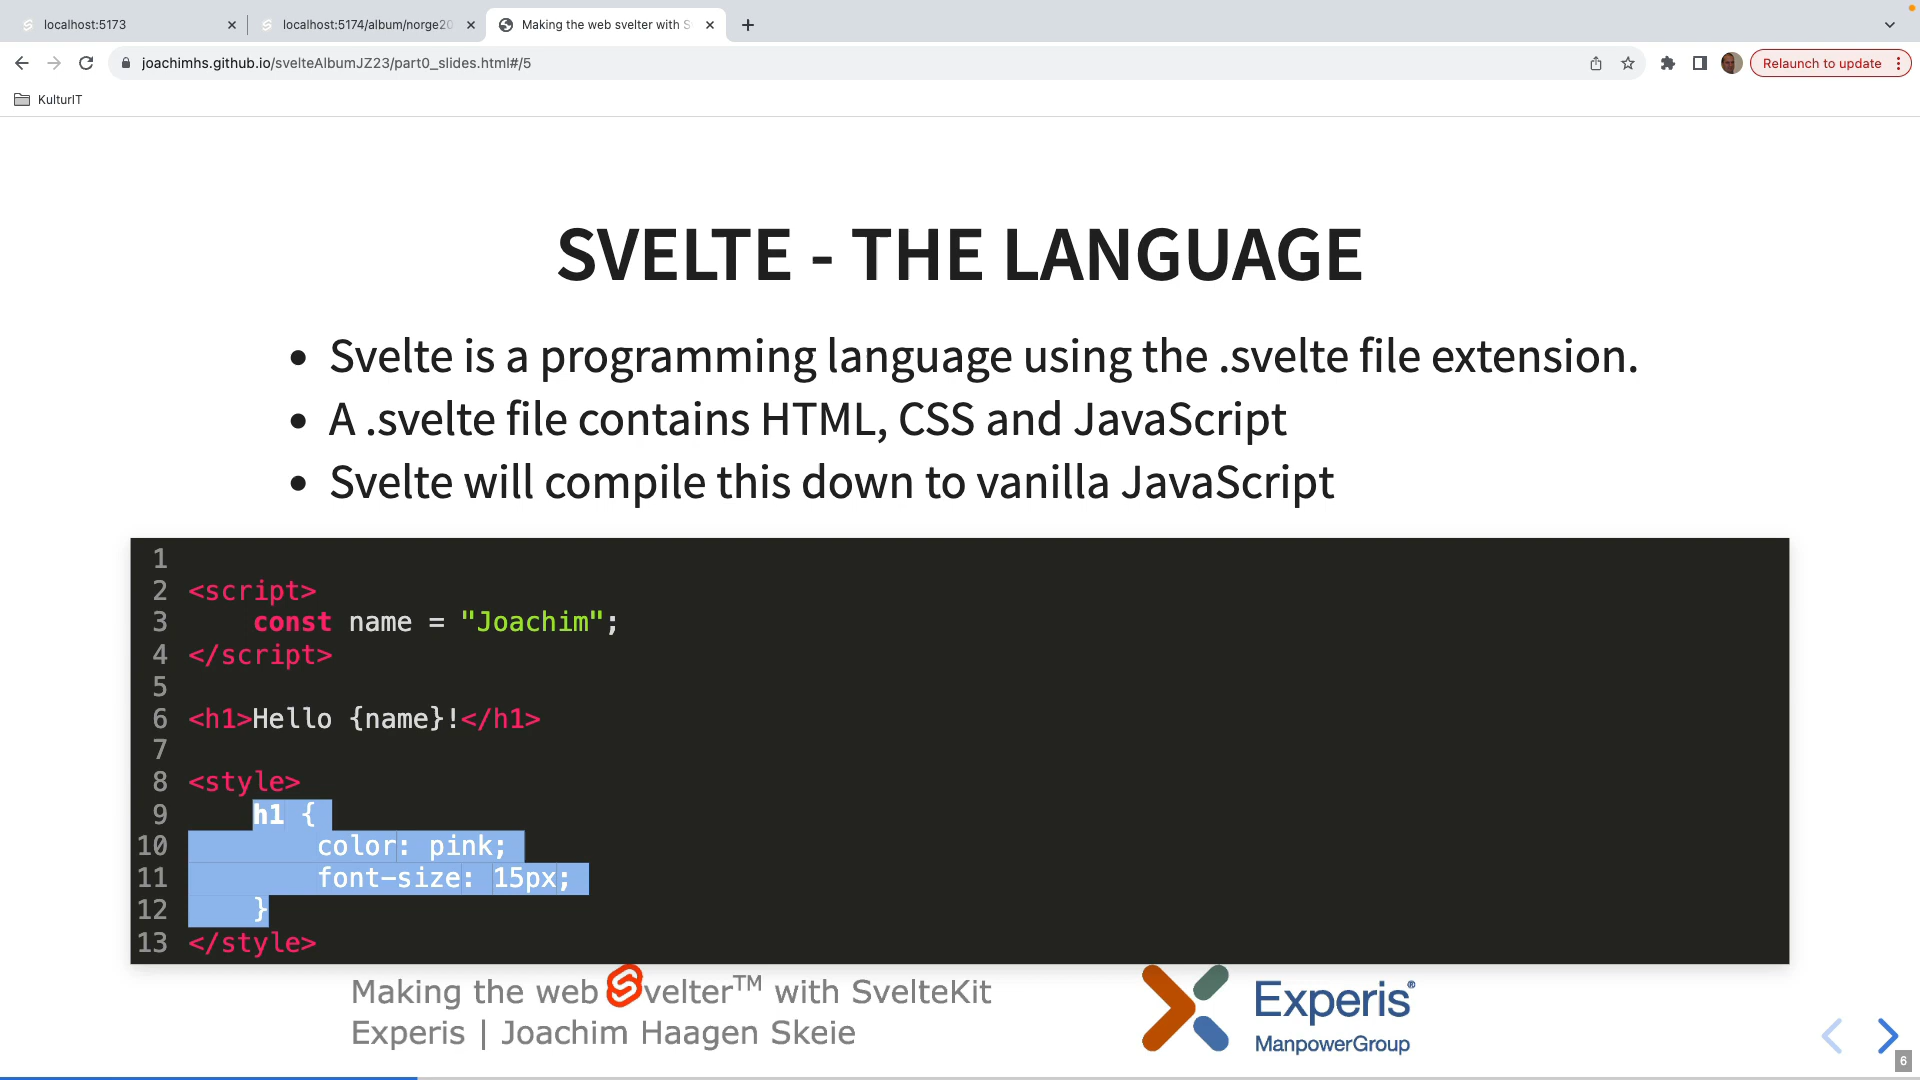 localhost:5173
localhost:5174/album/norge20
Making the web svelter with S
joachimhs.github.io/svelteAlbumJZ23/part0_slides.html#/5
Relaunch to update
KulturIT
SVELTE - THE LANGUAGE
• Svelte is a programming language using the .svelte file extension.
• A .svelte file contains HTML, CSS and JavaScript
• Svelte will compile this down to vanilla JavaScript
1
2 <script>
3     const name = "Joachim";
4 </script>
5
6 <h1>Hello {name}!</h1>
7
8 <style>
9     h1 {
10         color: pink;
11         font-size: 15px;
12     }
13 </style>
Making the web Svelter™ with SvelteKit
Experis | Joachim Haagen Skeie
Experis®
ManpowerGroup
6